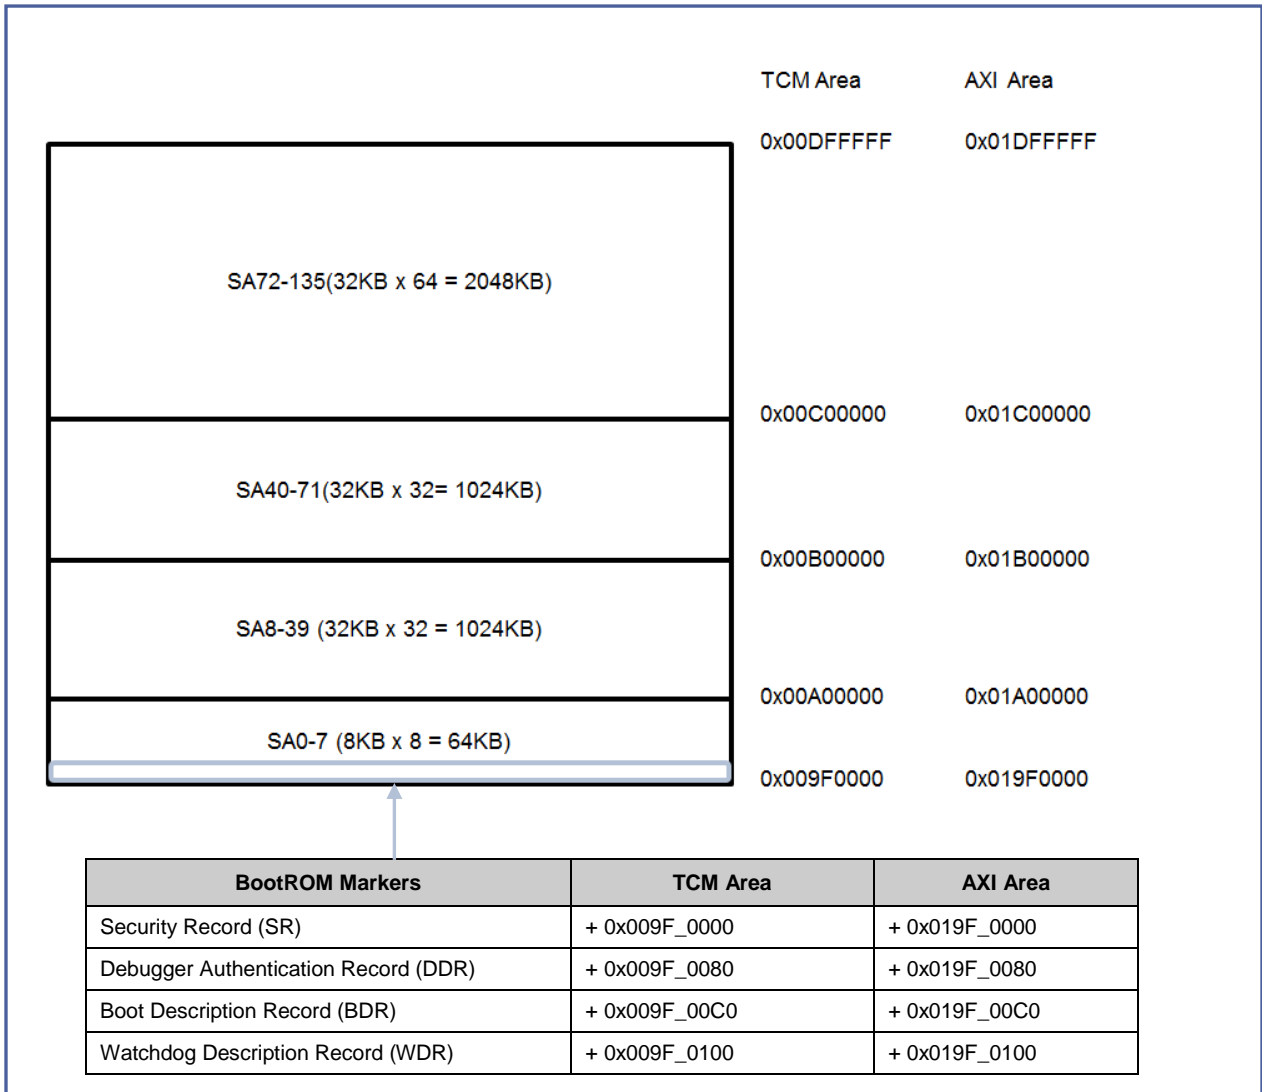 TCM Area AXI Area
0x00DFFFFF 0x01DFFFFF
SA72-135(32KB x 64 = 2048KB)
0x00C00000 0x01C00000
SA40-71(32KB x 32= 1024KB)
0x00B00000 0x01B00000
SA8-39 (32KB x 32 = 1024KB)
0x00A00000 0x01A00000
SA0-7 (8KB x 8 = 64KB)
0x009F0000 0x019F0000
BootROM Markers TCM Area AXI Area
Security Record (SR) + 0x009F_0000 + 0x019F_0000
Debugger Authentication Record (DDR) + 0x009F_0080 + 0x019F_0080
Boot Description Record (BDR) + 0x009F_00C0 + 0x019F_00C0
Watchdog Description Record (WDR) + 0x009F_0100 + 0x019F_0100